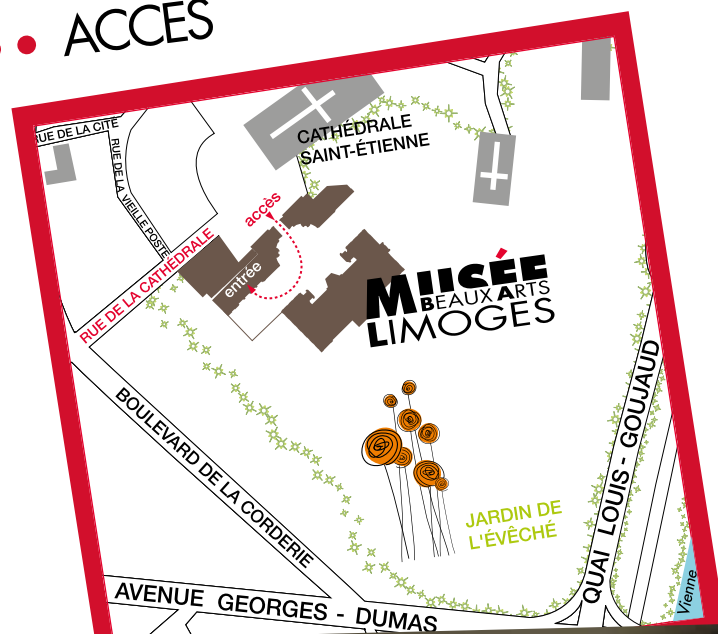 ACCÈS
RUE DE LA CITÉ
RUE DE LA VIEILLE POSTE
CATHÉDRALE
SAINT-ÉTIENNE
accès
entrée
RUE DE LA CATHÉDRALE
MUSÉE
BEAUX ARTS
LIMOGES
BOULEVARD DE LA CORDERIE
QUAI LOUIS - GOUJAUD
JARDIN DE
L'ÉVÊCHÉ
AVENUE GEORGES - DUMAS
Vienne